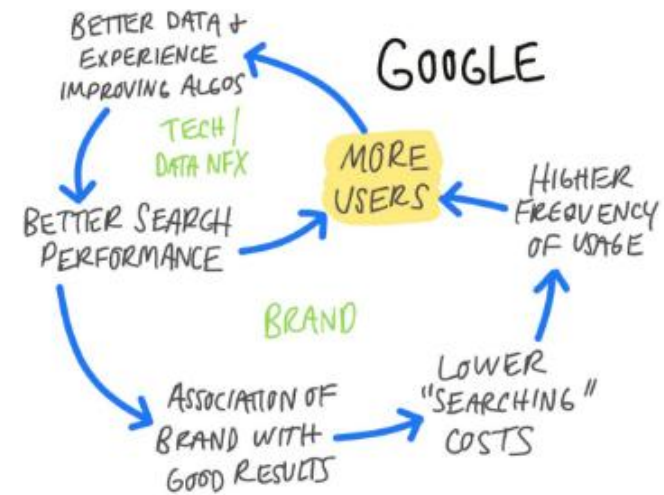 BETTER DATA +
EXPERIENCE
IMPROVING ALGOS
GOOGLE
TECH/
DATA NFX
MORE
USERS
HIGHER
FREQUENCY
OF USAGE
BETTER SEARCH
PERFORMANCE
BRAND
ASSOCIATION OF
BRAND WITH
GOOD RESULTS
LOWER
"SEARCHING"
COSTS